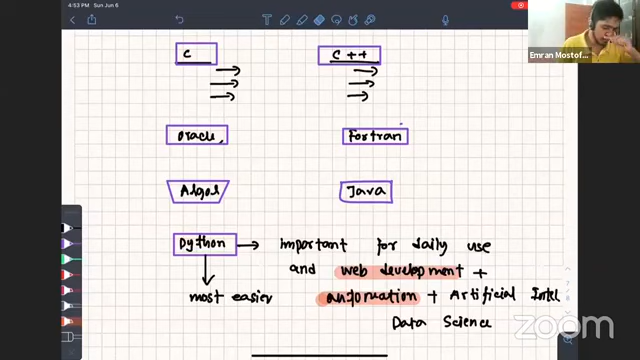 4:53 PM Sun Jun 6
Emran Mostof...
C
C++
Oracle,
Fortran
Algol
Java
Python → important for daily use
and web development +
most easier
automation + Artificial Intel
Data Science
zoom